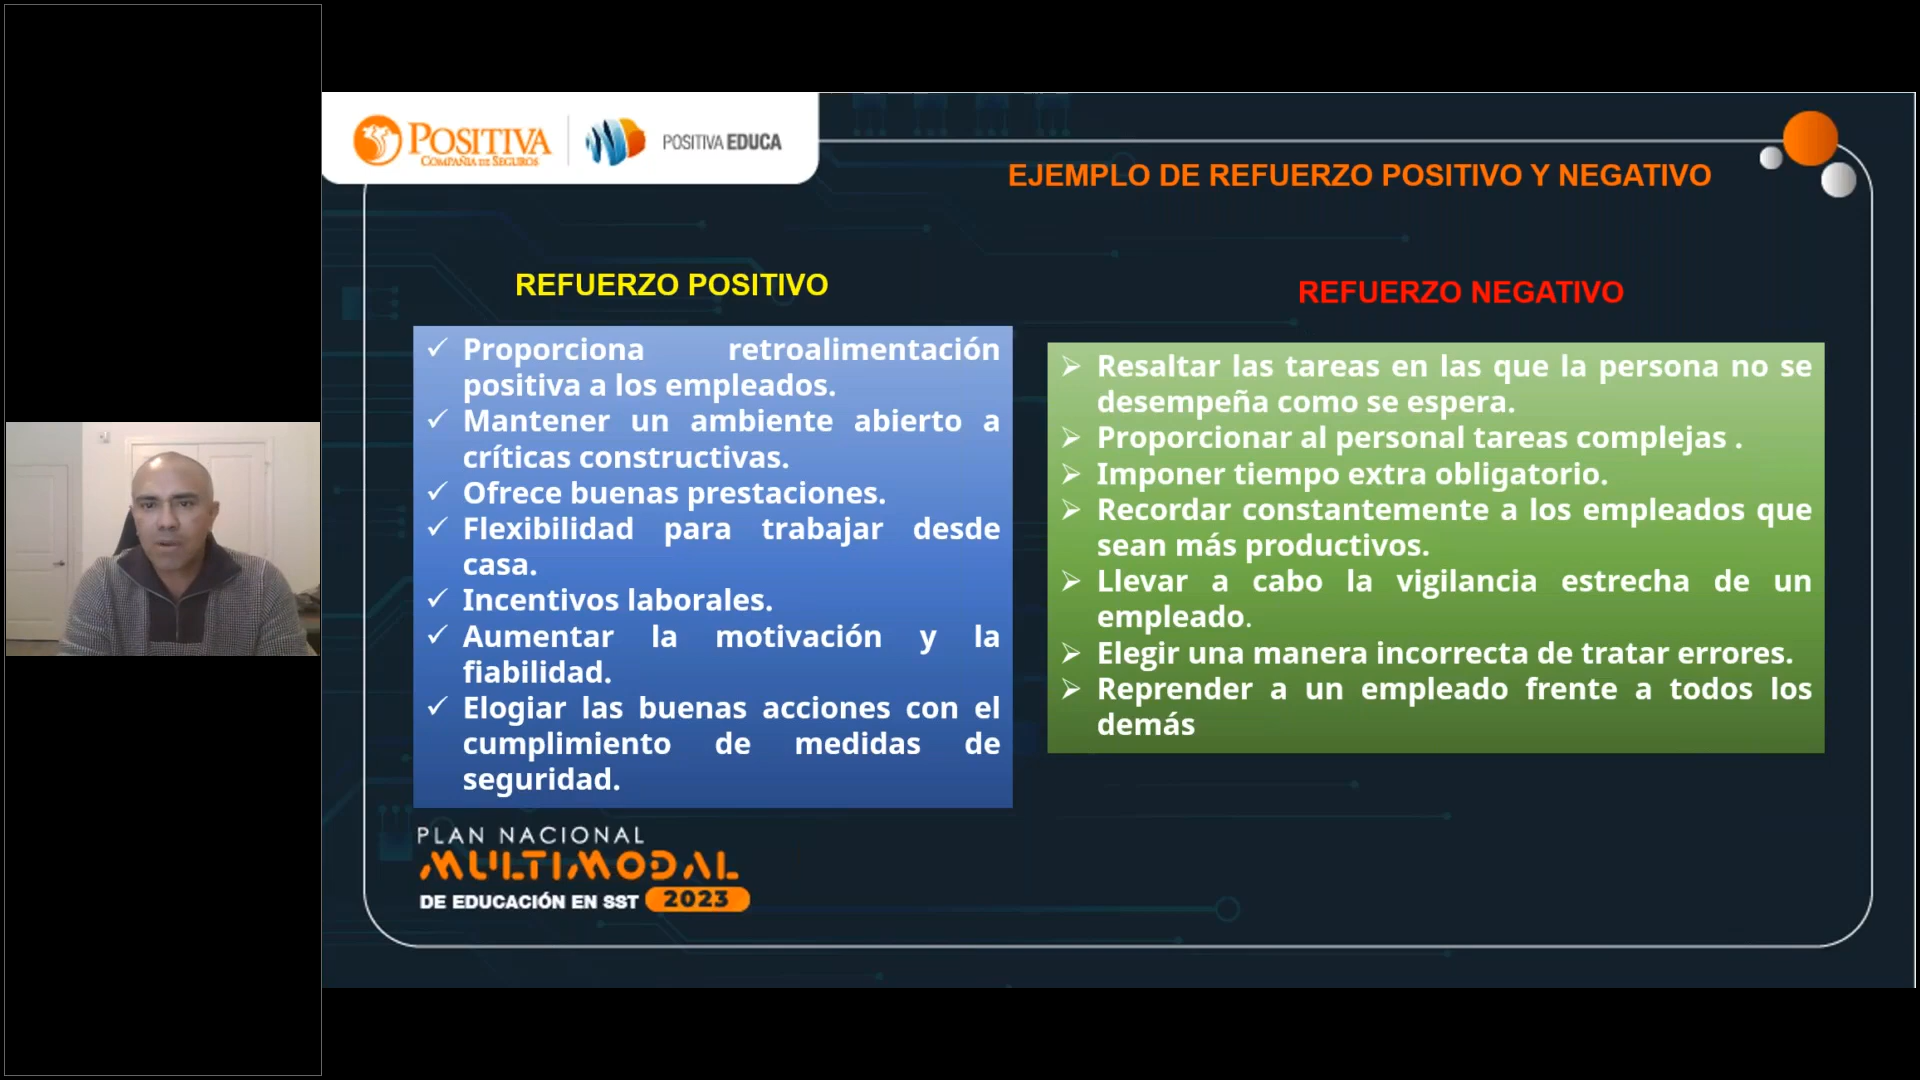 POSITIVA
COMPAÑIA DE SEGUROS
POSITIVA EDUCA
EJEMPLO DE REFUERZO POSITIVO Y NEGATIVO
REFUERZO POSITIVO
✓ Proporciona retroalimentación
positiva a los empleados.
✓ Mantener un ambiente abierto a
críticas constructivas.
✓ Ofrece buenas prestaciones.
✓ Flexibilidad para trabajar desde
casa.
✓ Incentivos laborales.
✓ Aumentar la motivación y la
fiabilidad.
✓ Elogiar las buenas acciones con el
cumplimiento de medidas de
seguridad.
REFUERZO NEGATIVO
➢ Resaltar las tareas en las que la persona no se
desempeña como se espera.
➢ Proporcionar al personal tareas complejas .
➢ Imponer tiempo extra obligatorio.
➢ Recordar constantemente a los empleados que
sean más productivos.
➢ Llevar a cabo la vigilancia estrecha de un
empleado.
➢ Elegir una manera incorrecta de tratar errores.
➢ Reprender a un empleado frente a todos los
demás
PLAN NACIONAL
MULTIMODAL
DE EDUCACIÓN EN SST 2023